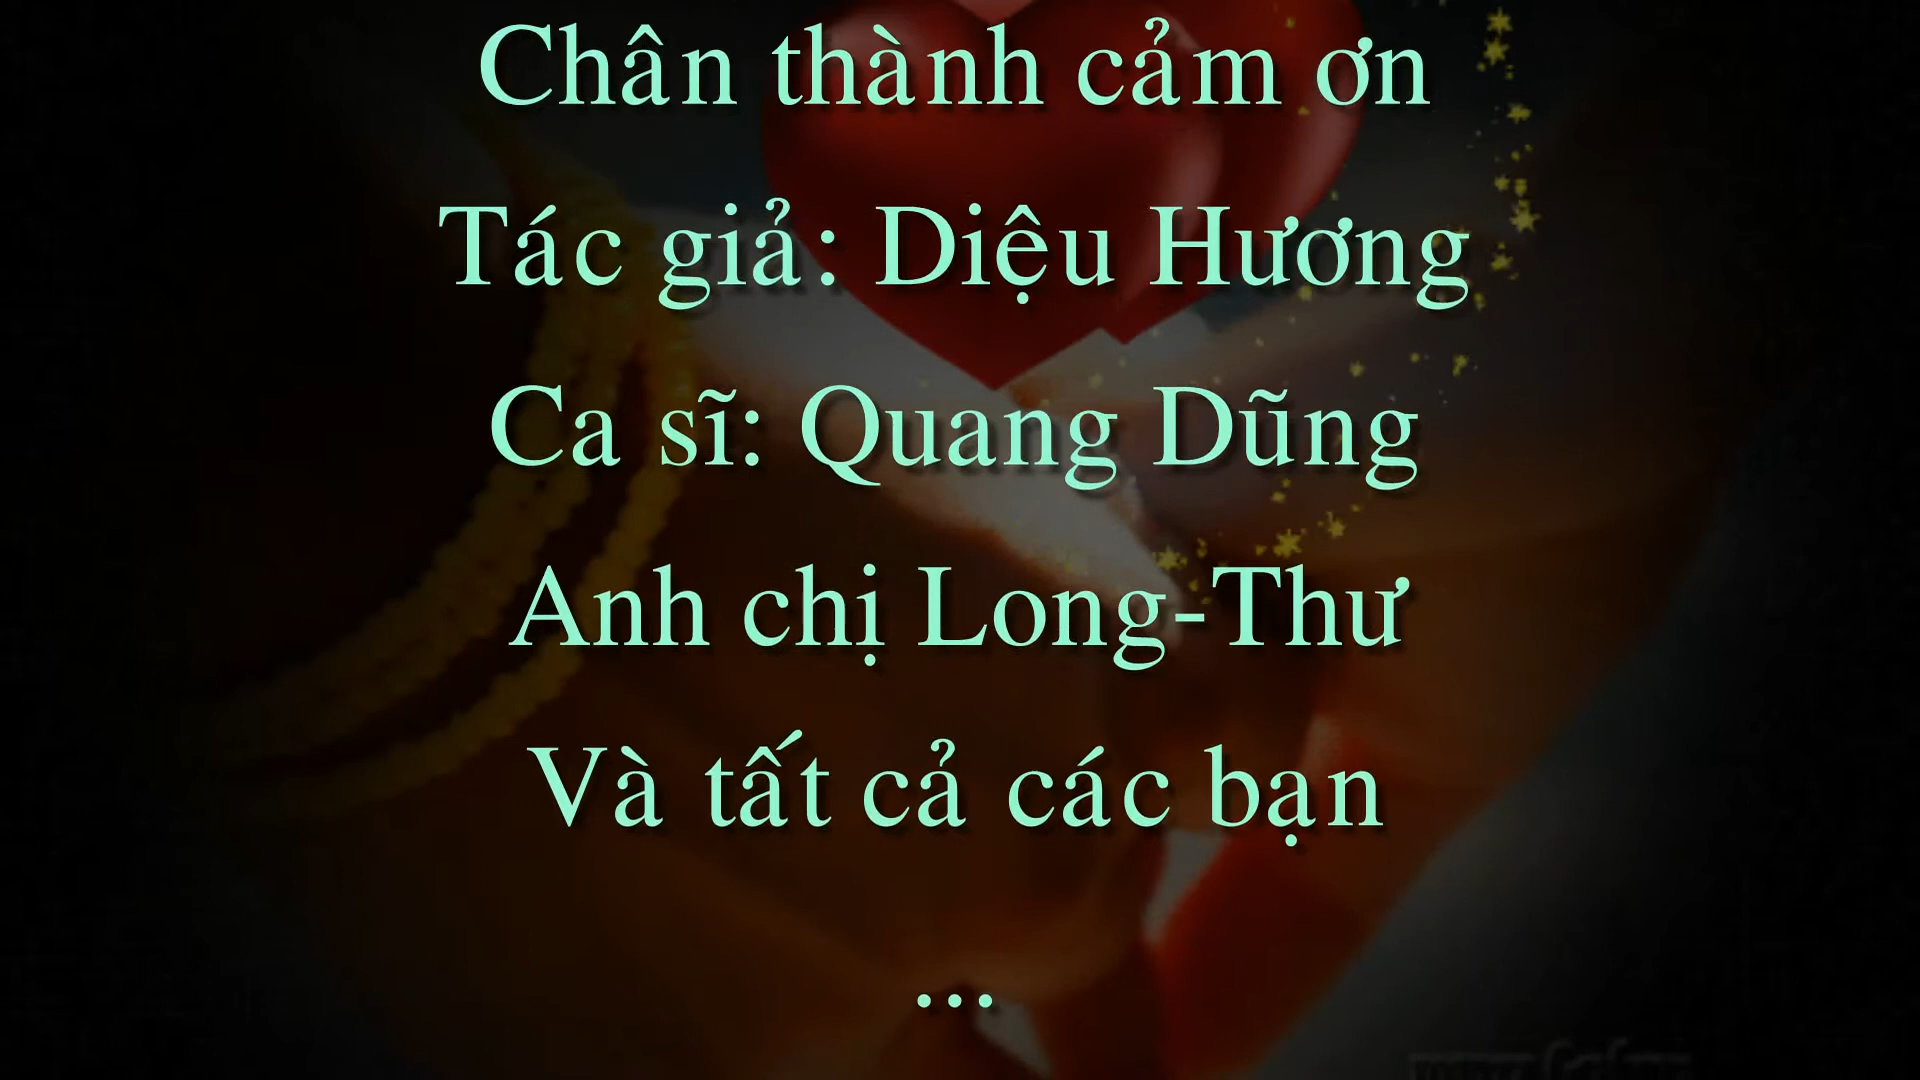 Chân thành cảm ơn
Tác giả: Diệu Hương
Ca sĩ: Quang Dũng
Anh chị Long-Thư
Và tất cả các bạn
...